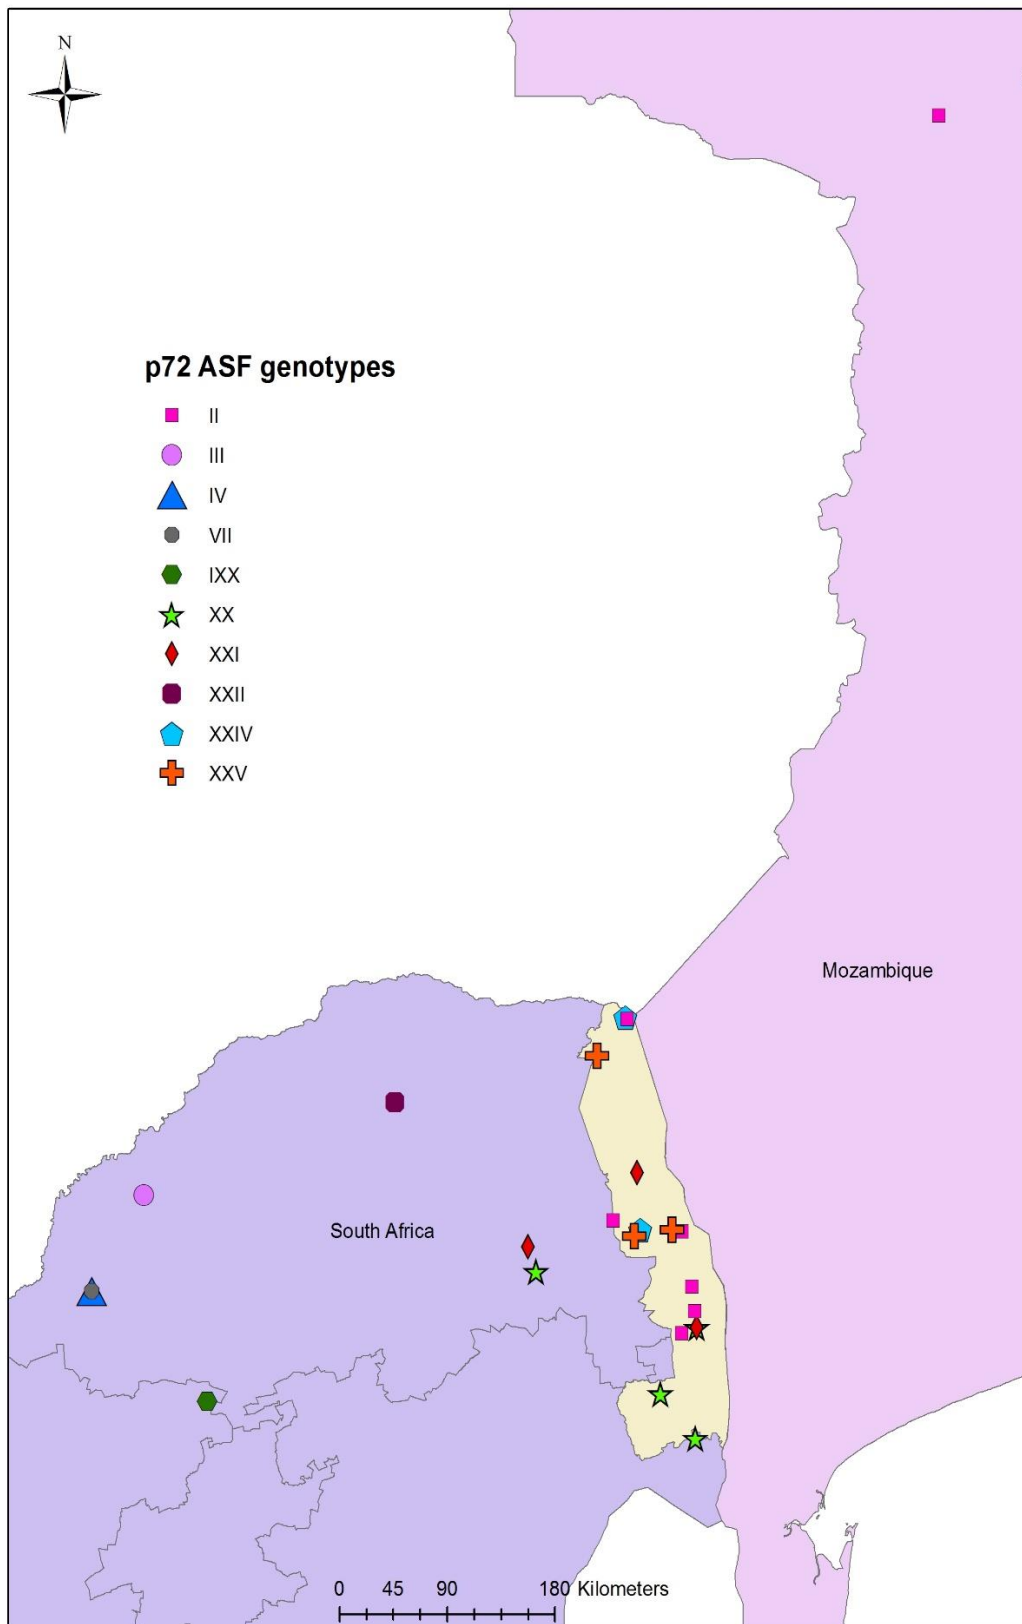 N
p72 ASF genotypes
II
III
IV
VII
IXX
XX
XXI
XXII
XXIV
XXV
Mozambique
South Africa
0 45 90 180 Kilometers